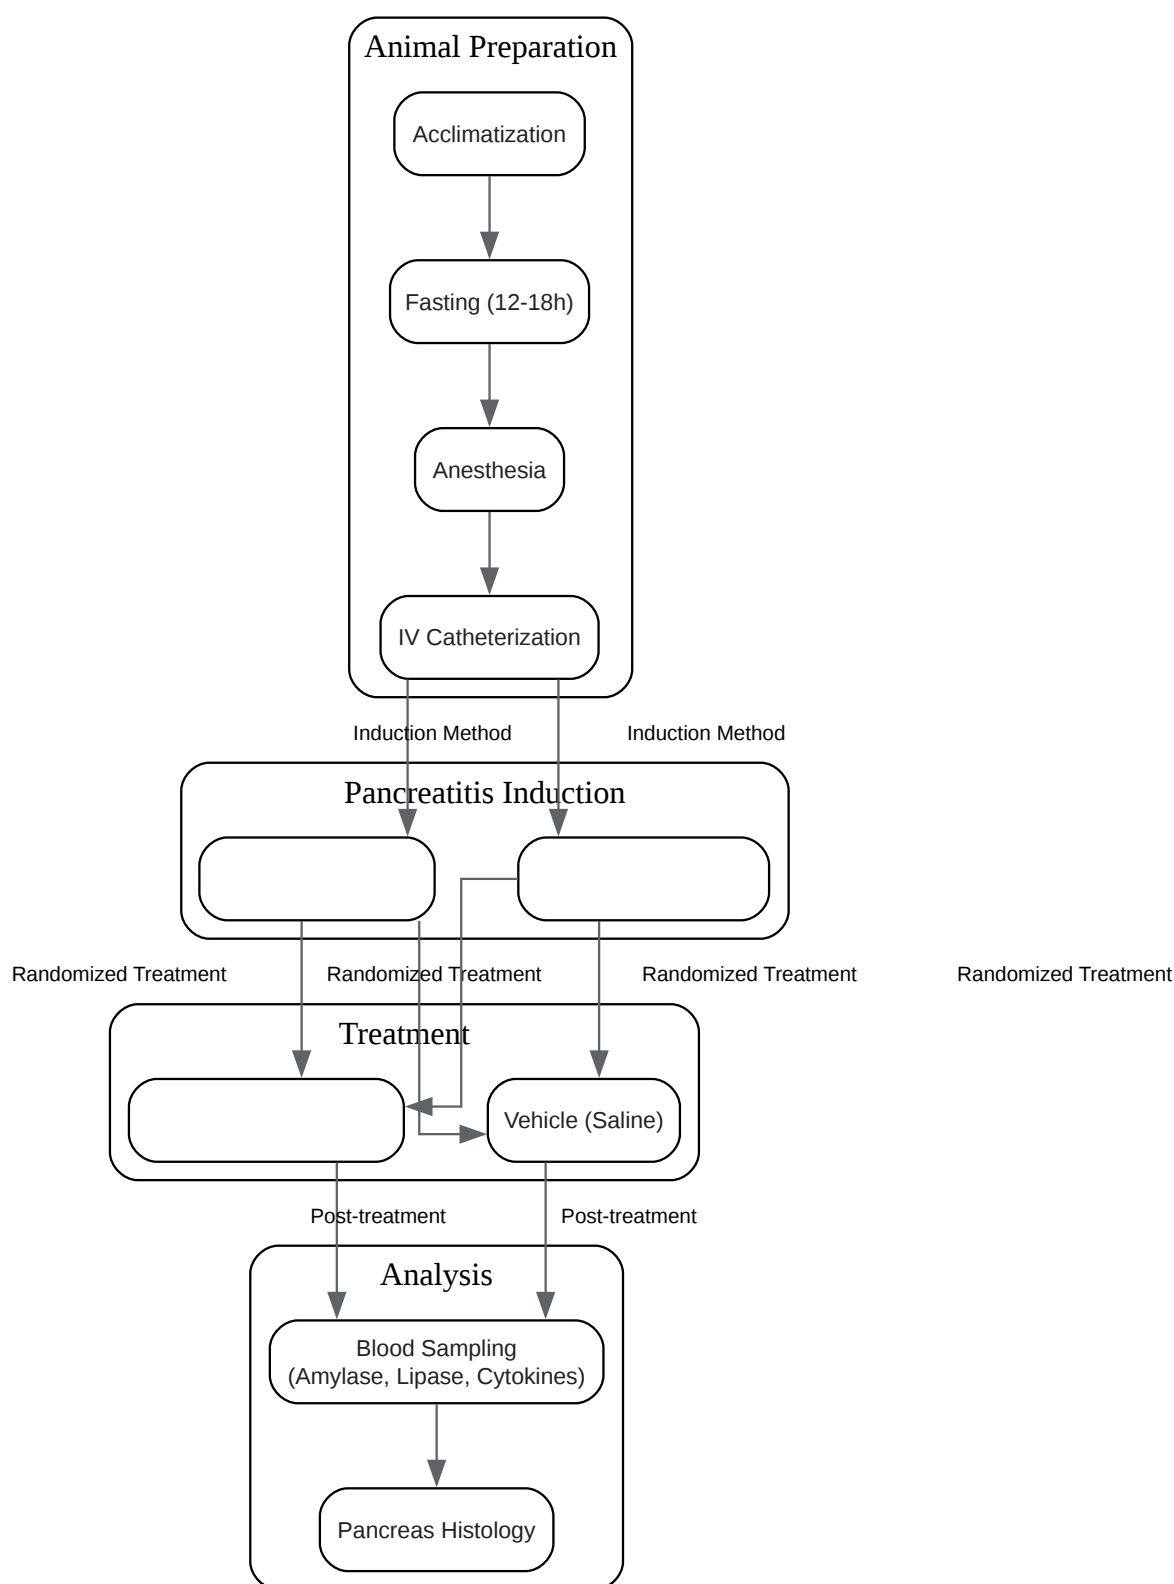 Animal Preparation
Acclimatization
Fasting (12-18h)
Anesthesia
IV Catheterization
Induction Method
Induction Method
Pancreatitis Induction
Randomized Treatment
Randomized Treatment
Randomized Treatment
Randomized Treatment
Treatment
Vehicle (Saline)
Post-treatment
Post-treatment
Analysis
Blood Sampling
(Amylase, Lipase, Cytokines)
Pancreas Histology